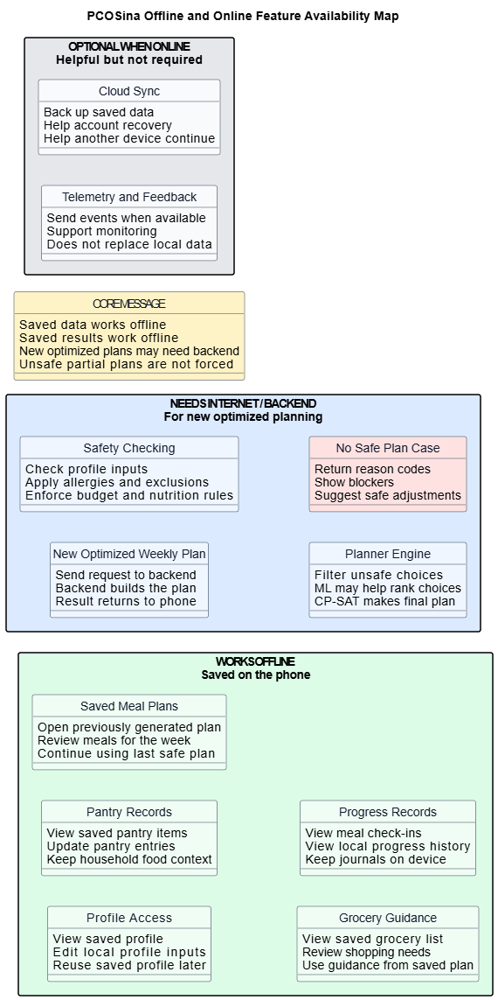 PCOSina Offline and Online Feature Availability Map
OPTIONAL WHEN ONLINE
Helpful but not required
Cloud Sync
Back up saved data
Help account recovery
Help another device continue
Telemetry and Feedback
Send events when available
Support monitoring
Does not replace local data
CORE MESSAGE
Saved data works offline
Saved results work offline
New optimized plans may need backend
Unsafe partial plans are not forced
NEEDS INTERNET / BACKEND
For new optimized planning
Safety Checking
Check profile inputs
Apply allergies and exclusions
Enforce budget and nutrition rules
No Safe Plan Case
Return reason codes
Show blockers
Suggest safe adjustments
New Optimized Weekly Plan
Send request to backend
Backend builds the plan
Result returns to phone
Planner Engine
Filter unsafe choices
ML may help rank choices
CP-SAT makes final plan
WORKS OFFLINE
Saved on the phone
Saved Meal Plans
Open previously generated plan
Review meals for the week
Continue using last safe plan
Pantry Records
View saved pantry items
Update pantry entries
Keep household food context
Progress Records
View meal check-ins
View local progress history
Keep journals on device
Profile Access
View saved profile
Edit local profile inputs
Reuse saved profile later
Grocery Guidance
View saved grocery list
Review shopping needs
Use guidance from saved plan